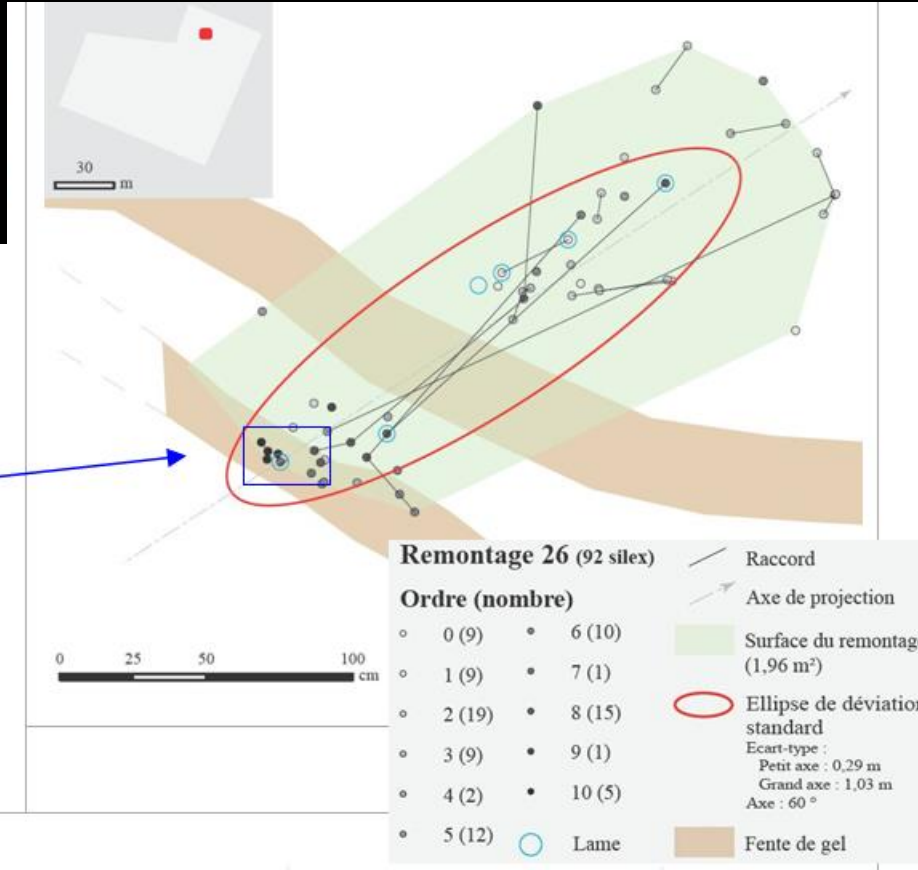 30
m
0 25 50 100
cm
Remontage 26 (92 silex)
Ordre (nombre)
0 (9)
1 (9)
2 (19)
3 (9)
4 (2)
5 (12)
6 (10)
7 (1)
8 (15)
9 (1)
10 (5)
Lame
Raccord
Axe de projection
Surface du remontage
(1,96 m²)
Ellipse de déviation
standard
Ecart-type :
Petit axe : 0,29 m
Grand axe : 1,03 m
Axe : 60 °
Fente de gel